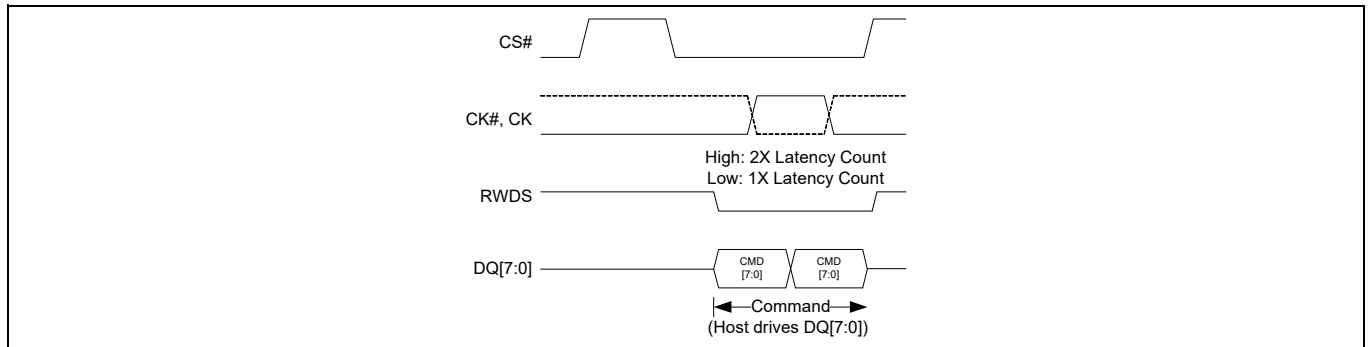 CS#
CK#, CK
High: 2X Latency Count
Low: 1X Latency Count
RWDS
DQ[7:0]
CMD
[7:0]
CMD
[7:0]
Command
(Host drives DQ[7:0])